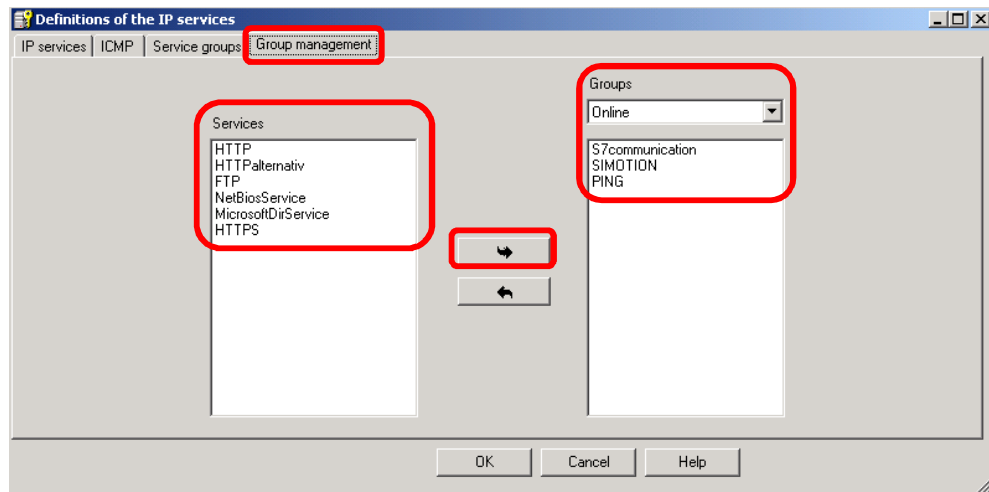 Definitions of the IP services
IP services ICMP Service groups Group management
Services
HTTP
HTTPalternativ
FTP
NetBiosService
MicrosoftDirService
HTTPS
Groups
Online
S7communication
SIMOTION
PING
OK Cancel Help